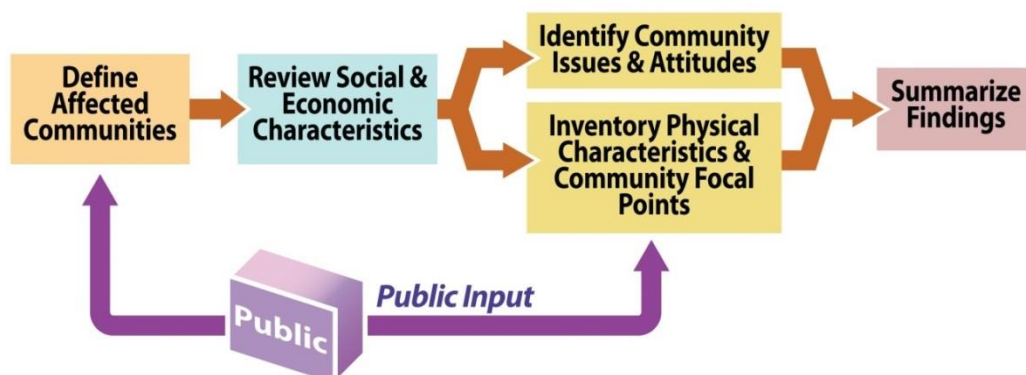 Define
Affected
Communities
Review Social &
Economic
Characteristics
Identify Community
Issues & Attitudes
Inventory Physical
Characteristics &
Community Focal
Points
Summarize
Findings
Public
Public Input